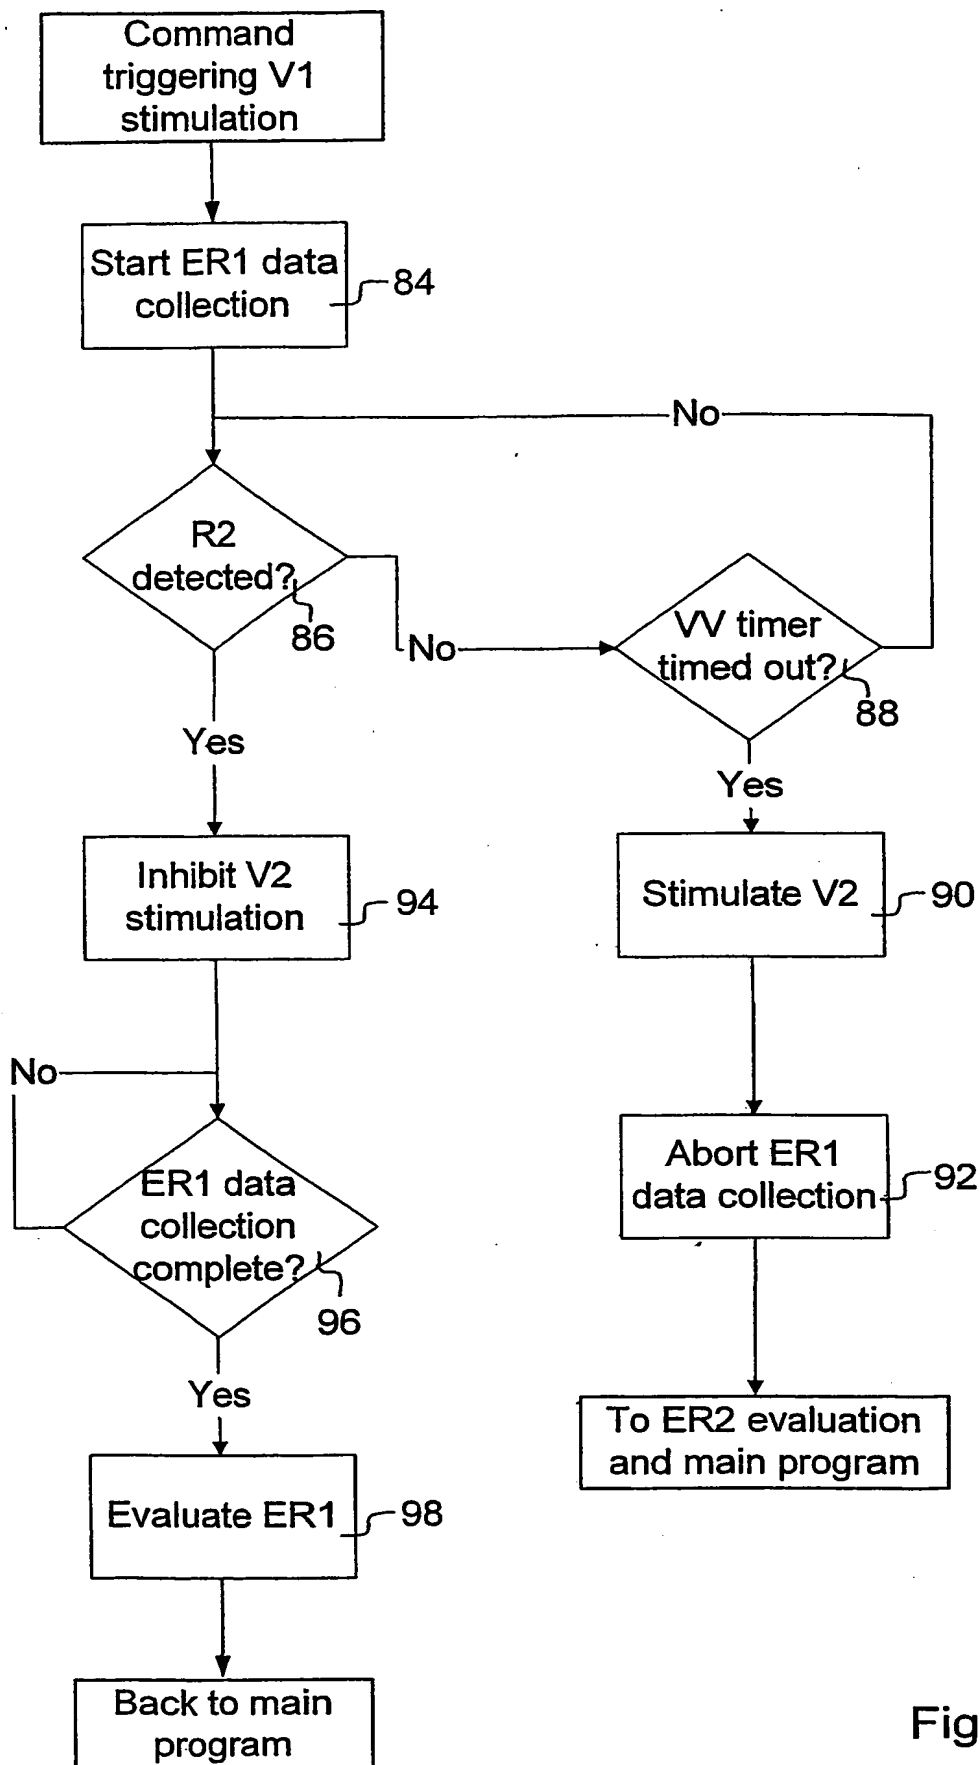 Command
triggering V1
stimulation
Start ER1 data
collection
84
No
R2
detected?
86
No
VV timer
timed out?
88
Yes
Yes
Inhibit V2
stimulation
94
Stimulate V2
90
No
ER1 data
collection
complete?
96
Abort ER1
data collection
92
Yes
To ER2 evaluation
and main program
Evaluate ER1
98
Back to main
program
Fig